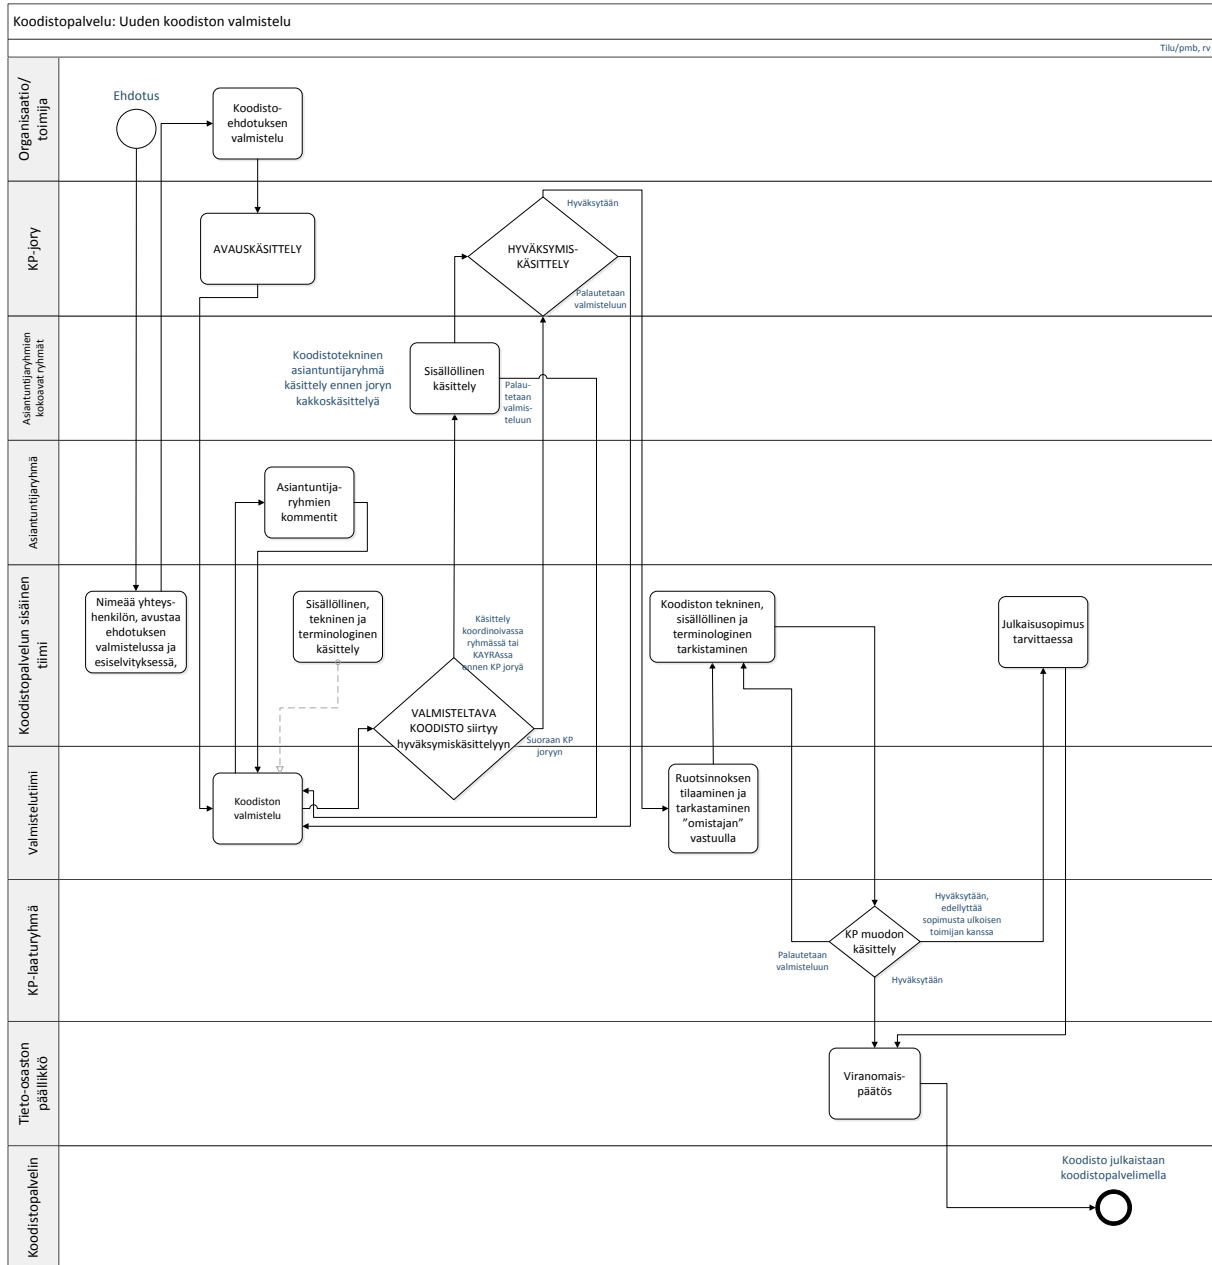 Koodistopalvelu: Uuden koodiston valmistelu
Tilu/pmb, rv
Organisaatio/
toimija
Ehdotus
Koodisto-
ehdotuksen
valmistelu
KP-jory
AVAUSKÄSITTELY
HYVÄKSYMIS-
KÄSITTELY
Hyväksytään
Palautetaan
valmisteluun
Asiantuntijaryhmien
kokoavat ryhmät
Koodistotekninen
asiantuntijaryhmä
käsittely ennen joryn
kakkoskäsittelyä
Sisällöllinen
käsittely
Palau-
tetaan
valmis-
teluun
Asiantuntijaryhmä
Asiantuntija-
ryhmien
kommentit
Koodistopalvelun sisäinen
tiimi
Nimeää yhteys-
henkilön, avustaa
ehdotuksen
valmistelussa ja
esiselvityksessä,
Sisällöllinen,
tekninen ja
terminologinen
käsittely
Käsittely
koordinoivassa
ryhmässä tai
KAYRAssa
ennen KP joryä
VALMISTELTAVA
KOODISTO siirtyy
hyväksymiskäsittelyyn
Suoraan KP
joryyn
Koodiston tekninen,
sisällöllinen ja
terminologinen
tarkistaminen
Julkaisusopimus
tarvittaessa
Valmistelutiimi
Koodiston
valmistelu
Ruotsinnoksen
tilaaminen ja
tarkastaminen
”omistajan”
vastuulla
KP-laaturyhmä
KP muodon
käsittely
Palautetaan
valmisteluun
Hyväksytään,
edellyttää
sopimusta ulkoisen
toimijan kanssa
Hyväksytään
Tieto-osaston
päällikkö
Viranomais-
päätös
Koodistopalvelin
Koodisto julkaistaan
koodistopalvelimella